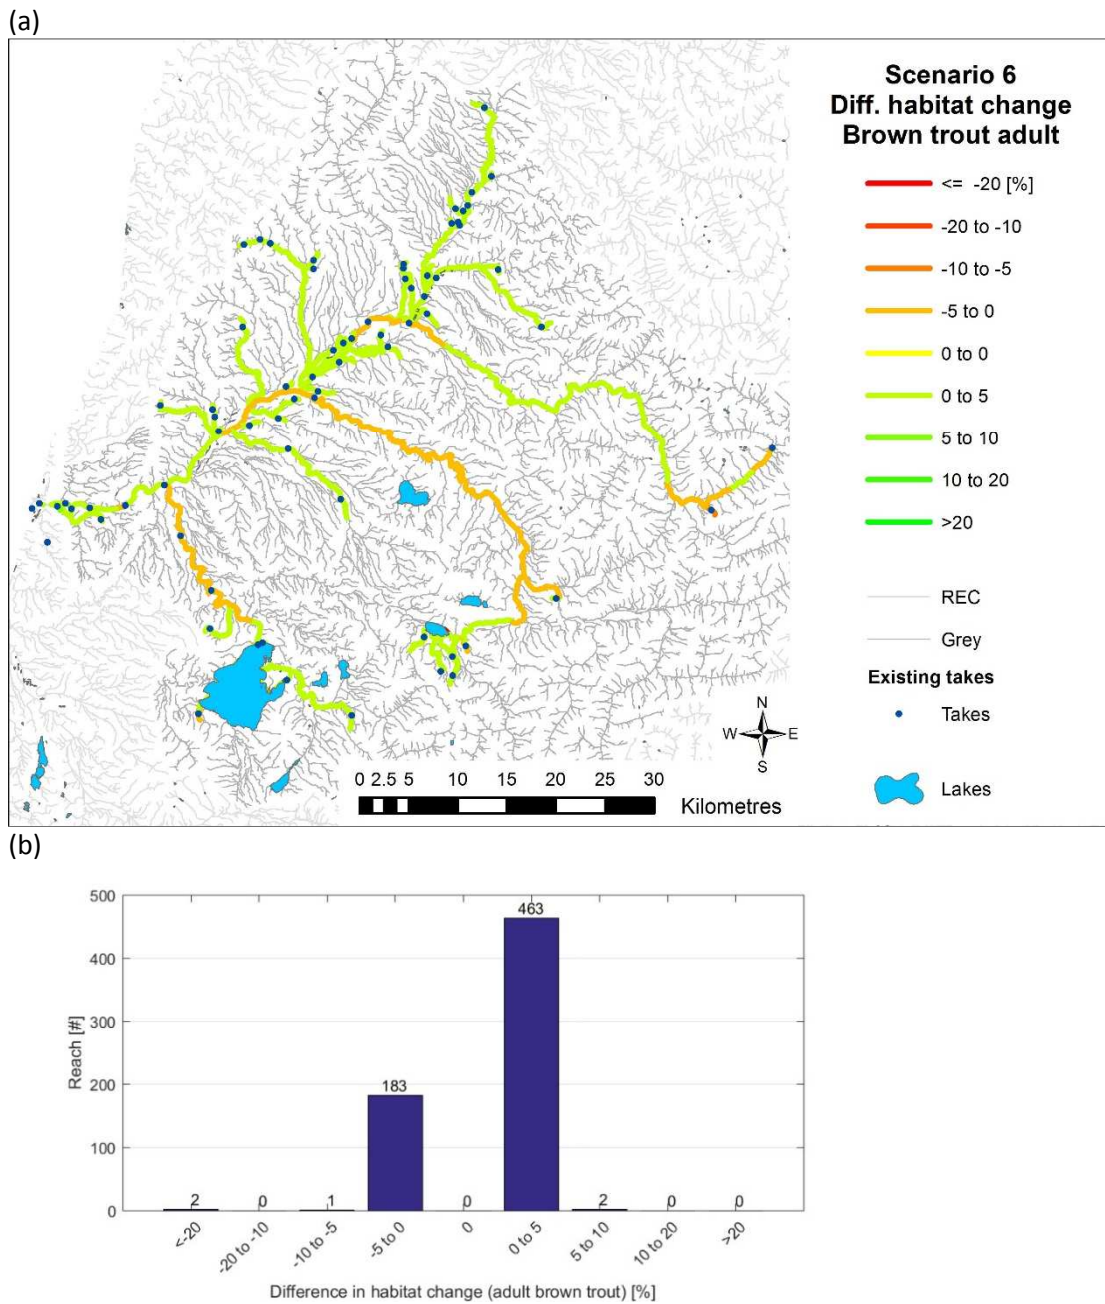 (a)
Scenario 6
Diff. habitat change
Brown trout adult
<= -20 [%]
-20 to -10
-10 to -5
-5 to 0
0 to 0
0 to 5
5 to 10
10 to 20
>20
REC
Grey
Existing takes
Takes
Lakes
N
W E
S
0 2.5 5 10 15 20 25 30
Kilometres
(b)
500
400
300
200
100
0
Reach [#]
2 0 1 183 0 463 2 0 0
<-20
-20 to -10
-10 to -5
-5 to 0
0
0 to 5
5 to 10
10 to 20
>20
Difference in habitat change (adult brown trout) [%]